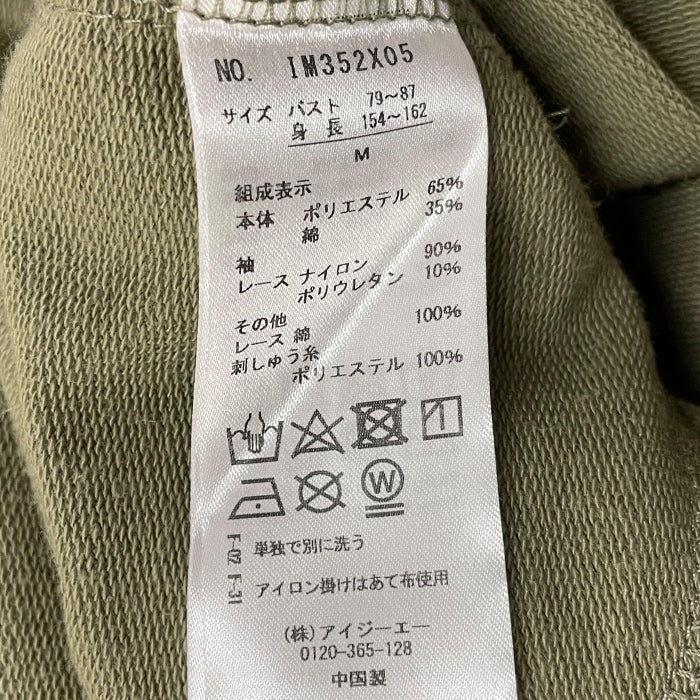 NO. IM352X05
サイズ バスト 79~87
身長 154~162
M
組成表示
本体 ポリエステル 65%
綿 35%
袖
レース ナイロン 90%
ポリウレタン 10%
その他
レース 綿 100%
刺しゅう糸
ポリエステル 100%
W
F-02 単独で別に洗う
F-31 アイロン掛けはあて布使用
(株)アイジーエー
0120-365-128
中国製